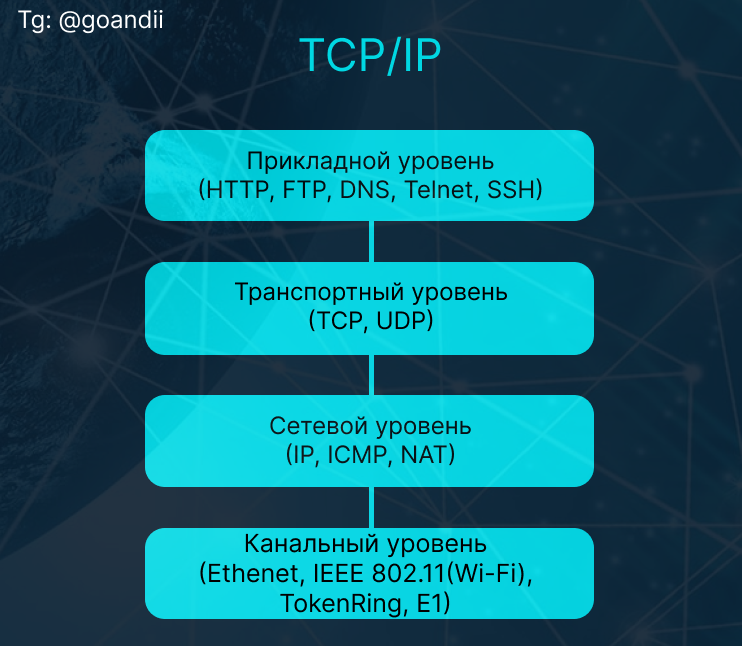 Tg: @goandii
TCP/IP
Прикладной уровень
(HTTP, FTP, DNS, Telnet, SSH)
Транспортный уровень
(TCP, UDP)
Сетевой уровень
(IP, ICMP, NAT)
Канальный уровень
(Ethenet, IEEE 802.11(Wi-Fi),
TokenRing, E1)